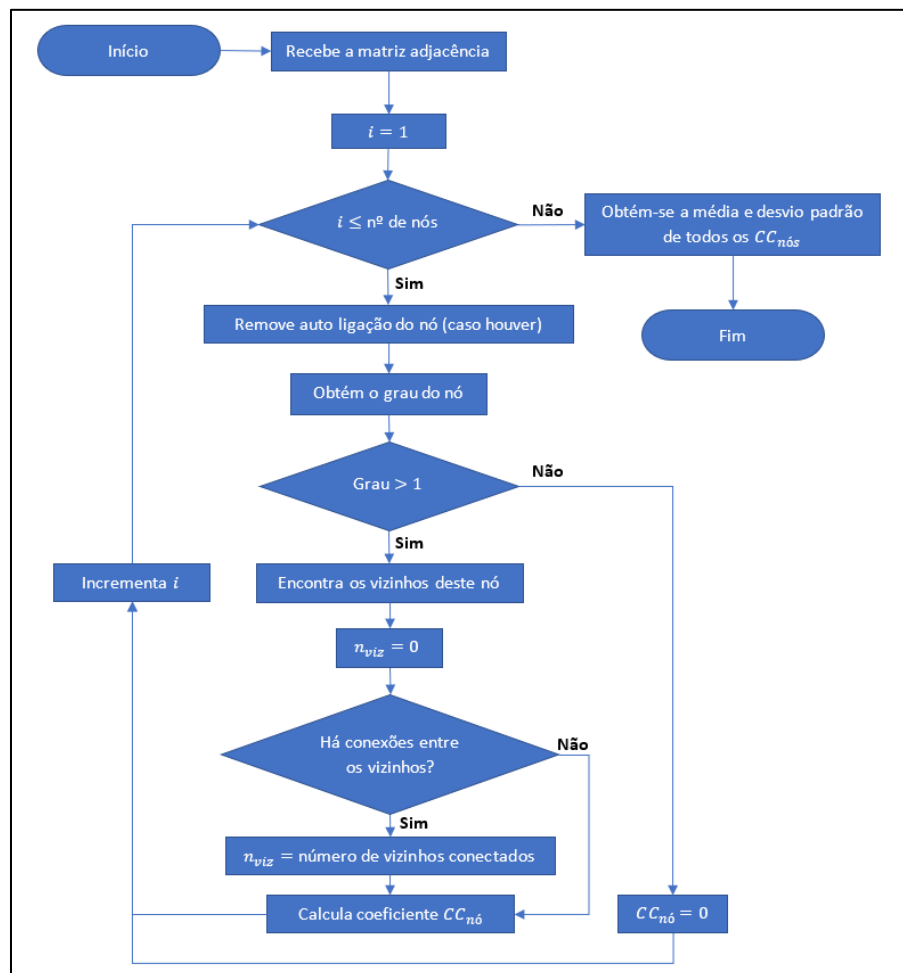 Início
Recebe a matriz adjacência
i = 1
i ≤ nº de nós
Não
Obtém-se a média e desvio padrão
de todos os CC_nós
Sim
Remove auto ligação do nó (caso houver)
Fim
Obtém o grau do nó
Grau > 1
Não
Sim
Incrementa i
Encontra os vizinhos deste nó
n_viz = 0
Há conexões entre
os vizinhos?
Não
Sim
n_viz = número de vizinhos conectados
Calcula coeficiente CC_nó
CC_nó = 0